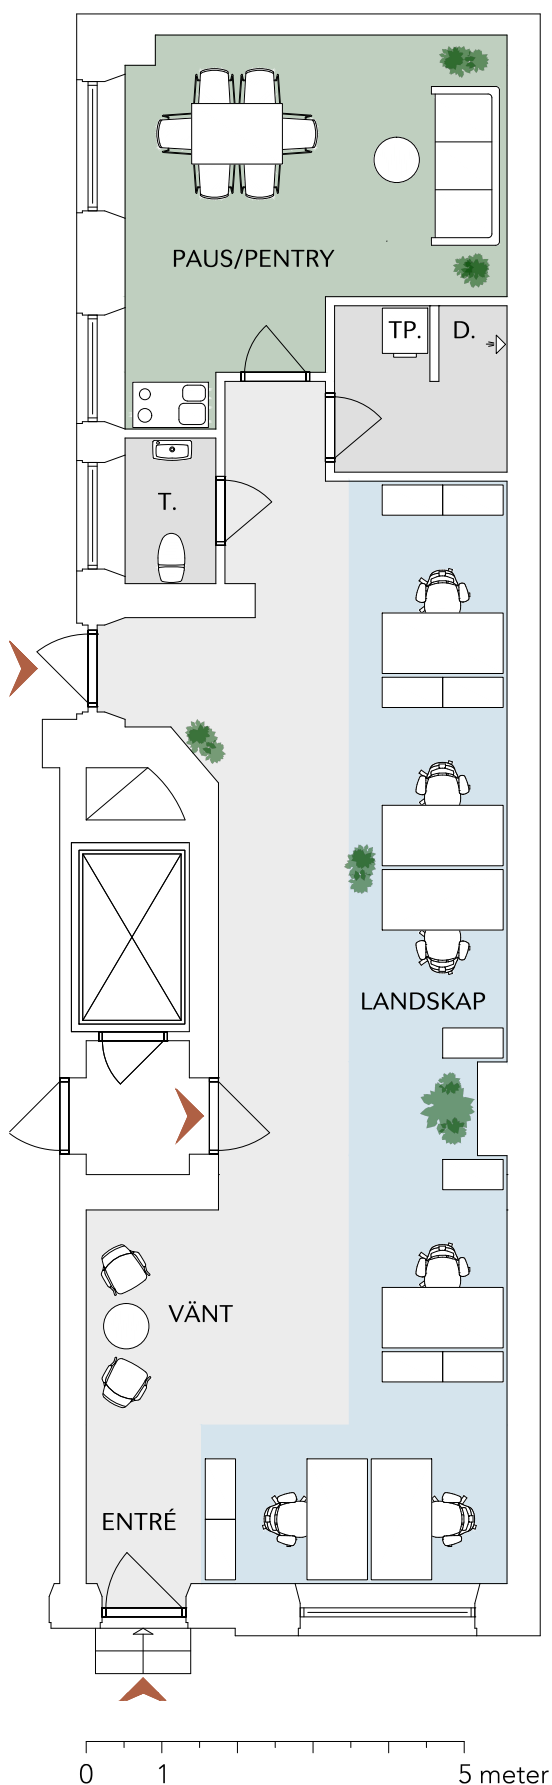 PAUS/PENTRY
TP. D.
T.
LANDSKAP
VÄNT
ENTRÉ
0 1 5 meter